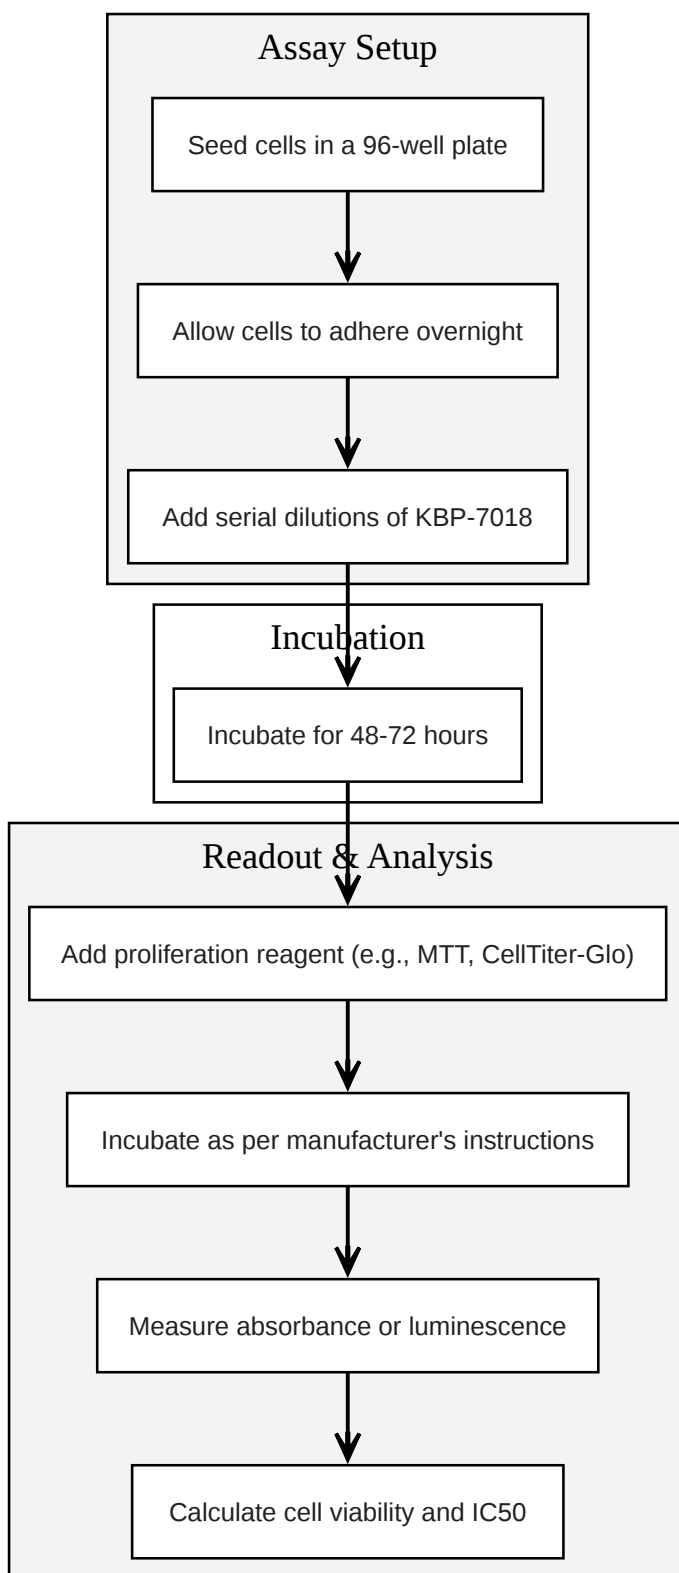 Assay Setup
Seed cells in a 96-well plate
Allow cells to adhere overnight
Add serial dilutions of KBP-7018
Incubation
Incubate for 48-72 hours
Readout & Analysis
Add proliferation reagent (e.g., MTT, CellTiter-Glo)
Incubate as per manufacturer's instructions
Measure absorbance or luminescence
Calculate cell viability and IC50